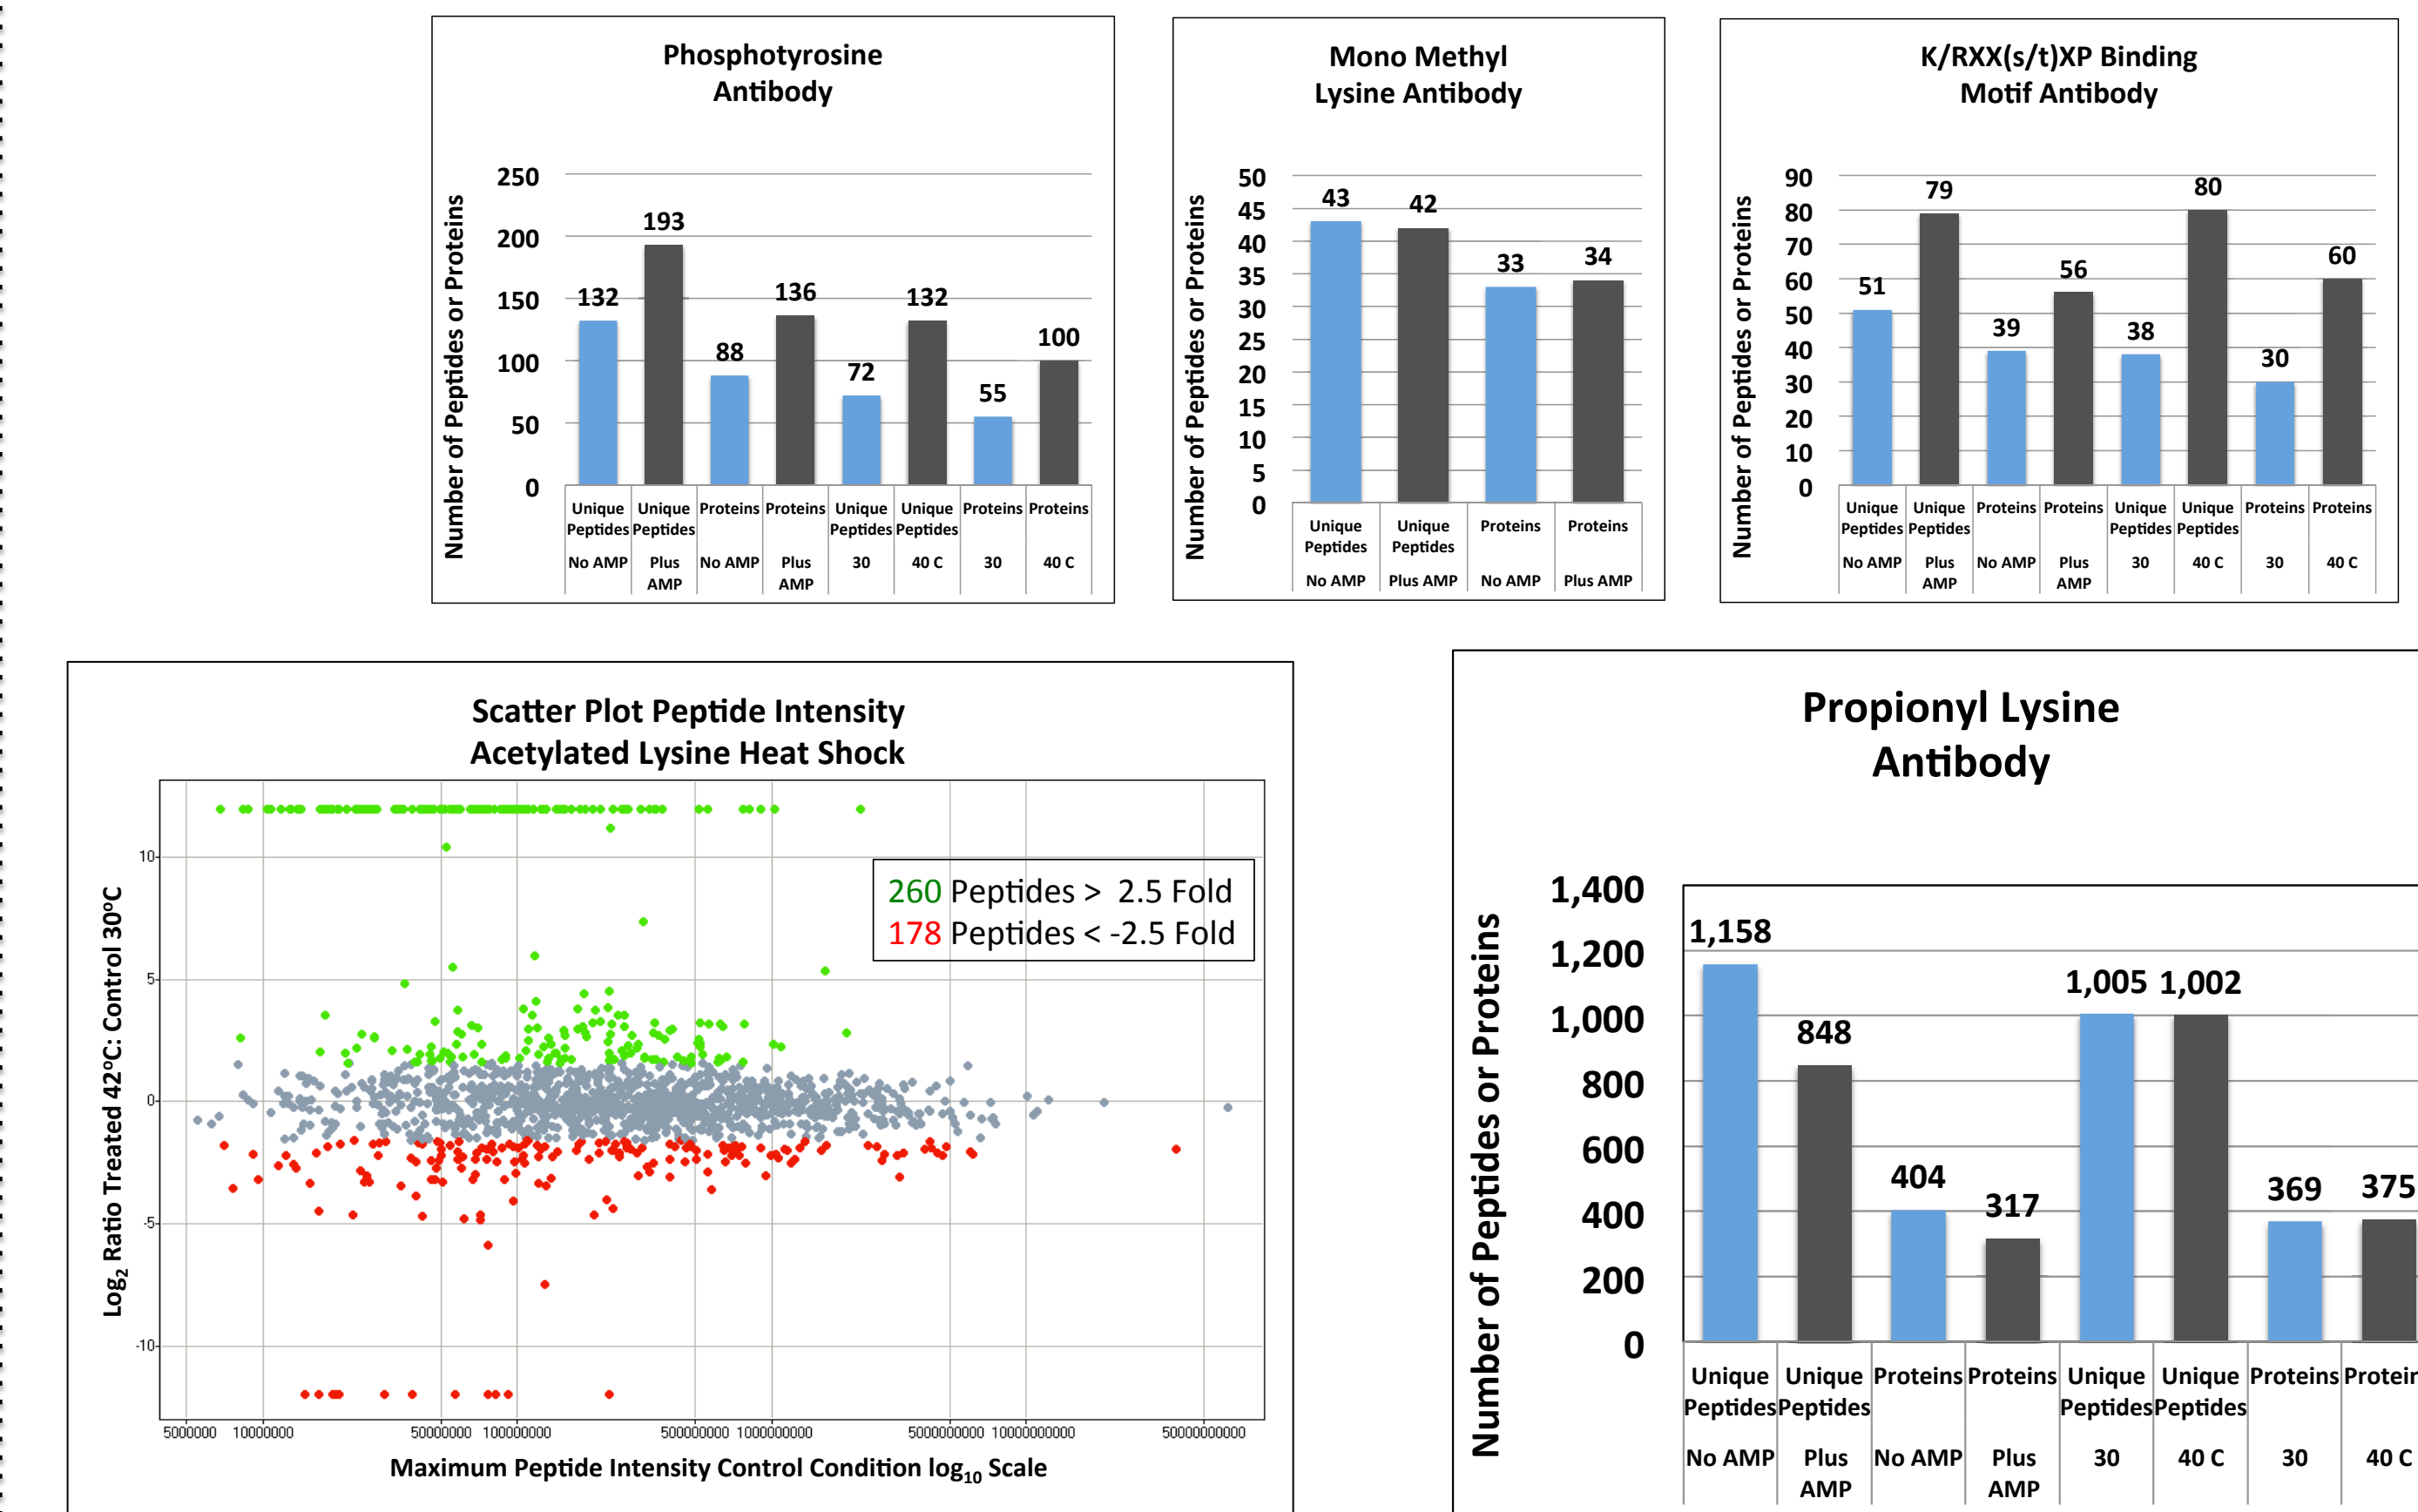 Phosphotyrosine
Antibody
Number of Peptides or Proteins
250
200
150
100
50
0
132
193
88
136
72
132
55
100
Unique Unique Proteins Proteins Unique Unique Proteins Proteins
Peptides Peptides Peptides Peptides
No AMP Plus No AMP Plus 30 40 C 30 40 C
AMP AMP
Mono Methyl
Lysine Antibody
Number of Peptides or Proteins
50
45
40
35
30
25
20
15
10
5
0
43
42
33
34
Unique Unique Proteins Proteins
Peptides Peptides
No AMP Plus AMP No AMP Plus AMP
K/RXX(s/t)XP Binding
Motif Antibody
Number of Peptides or Proteins
90
80
70
60
50
40
30
20
10
0
51
79
39
56
38
80
30
60
Unique Unique Proteins Proteins Unique Unique Proteins Proteins
Peptides Peptides Peptides Peptides
No AMP Plus No AMP Plus 30 40 C 30 40 C
AMP AMP
Scatter Plot Peptide Intensity
Acetylated Lysine Heat Shock
Log2 Ratio Treated 42ºC: Control 30ºC
10
5
0
-5
-10
260 Peptides > 2.5 Fold
178 Peptides < -2.5 Fold
5000000 10000000 50000000 100000000 500000000 1000000000 5000000000 10000000000 50000000000
Maximum Peptide Intensity Control Condition log10 Scale
Propionyl Lysine
Antibody
Number of Peptides or Proteins
1,400
1,200
1,000
800
600
400
200
0
1,158
848
404
317
1,005
1,002
369
375
Unique Unique Proteins Proteins Unique Unique Proteins Protein
Peptides Peptides Peptides Peptides
No AMP Plus No AMP Plus 30 40 C 30 40 C
AMP AMP